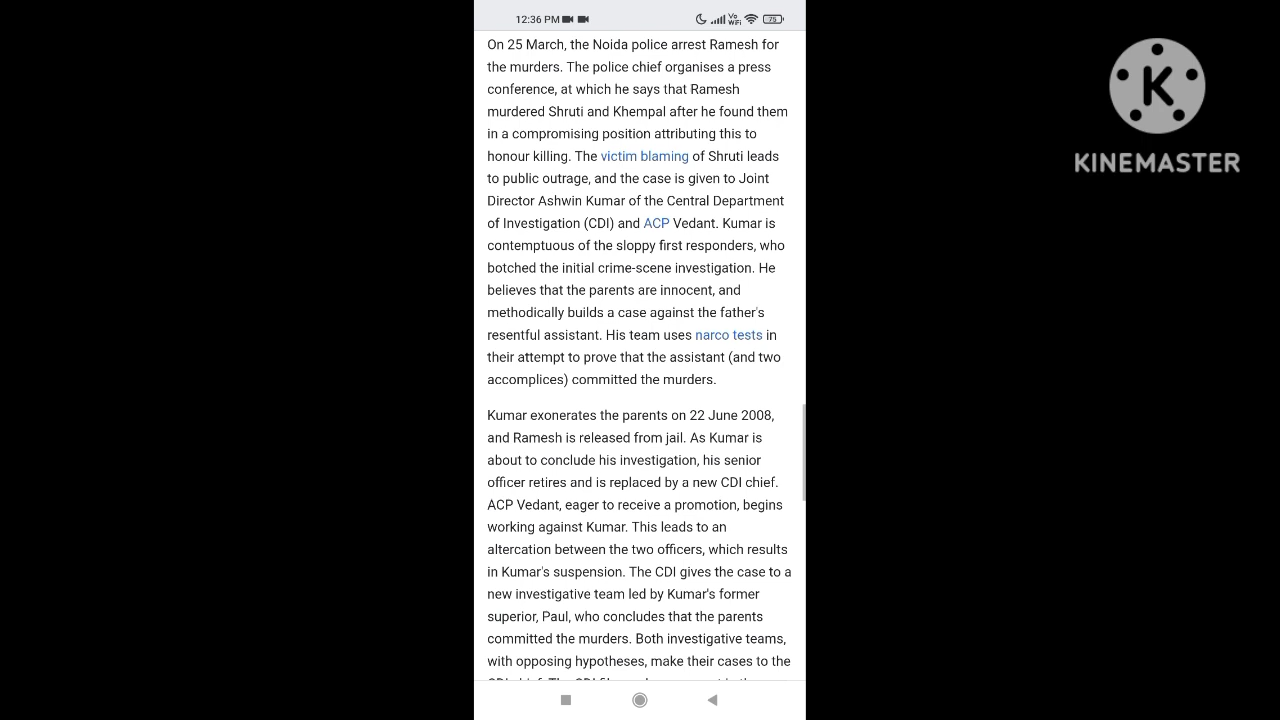 12:36 PM
Vo
WiFi
75
On 25 March, the Noida police arrest Ramesh for
the murders. The police chief organises a press
conference, at which he says that Ramesh
murdered Shruti and Khempal after he found them
in a compromising position attributing this to
honour killing. The victim blaming of Shruti leads
to public outrage, and the case is given to Joint
Director Ashwin Kumar of the Central Department
of Investigation (CDI) and ACP Vedant. Kumar is
contemptuous of the sloppy first responders, who
botched the initial crime-scene investigation. He
believes that the parents are innocent, and
methodically builds a case against the father's
resentful assistant. His team uses narco tests in
their attempt to prove that the assistant (and two
accomplices) committed the murders.
Kumar exonerates the parents on 22 June 2008,
and Ramesh is released from jail. As Kumar is
about to conclude his investigation, his senior
officer retires and is replaced by a new CDI chief.
ACP Vedant, eager to receive a promotion, begins
working against Kumar. This leads to an
altercation between the two officers, which results
in Kumar's suspension. The CDI gives the case to a
new investigative team led by Kumar's former
superior, Paul, who concludes that the parents
committed the murders. Both investigative teams,
with opposing hypotheses, make their cases to the
K
KINEMASTER